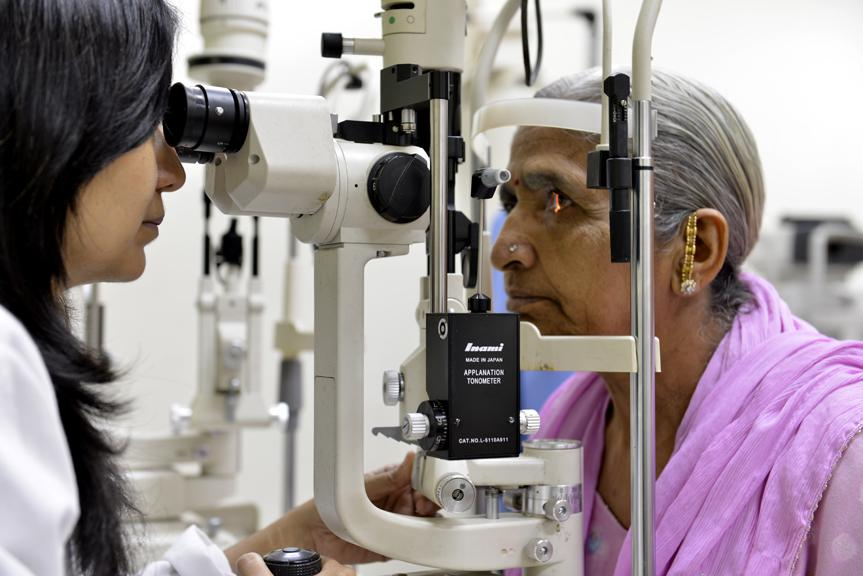 Inami
MADE IN JAPAN
APPLANATION
TONOMETER
CAT.NO.L-5110A911